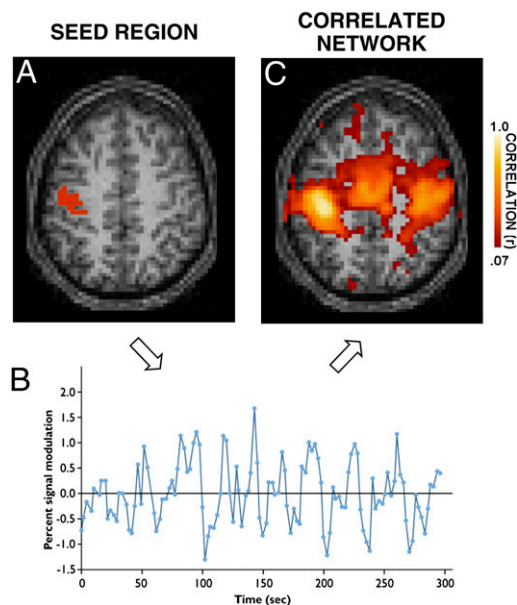 SEED REGION
CORRELATED
NETWORK
A
C
1.0
CORRELATION (r)
.07
B
Percent signal modulation
2.0
1.5
1.0
0.5
0.0
-0.5
-1.0
-1.5
0
50
100
150
200
250
300
Time (sec)